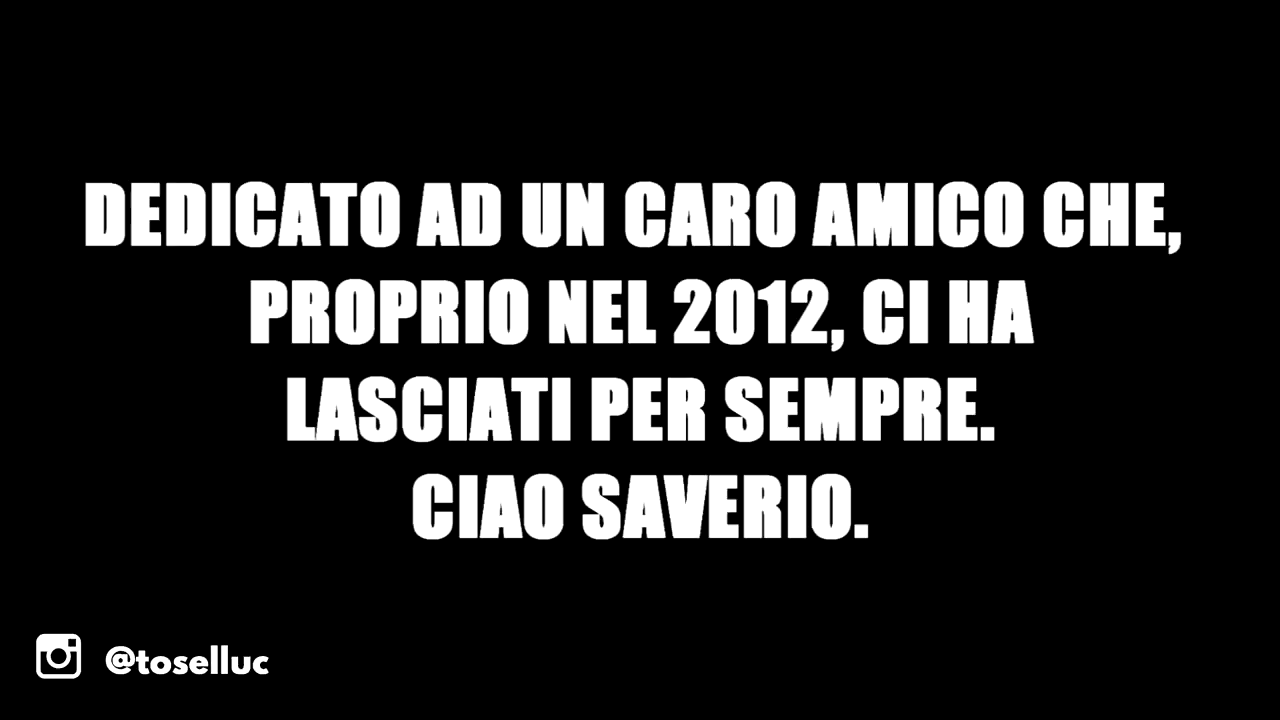 DEDICATO AD UN CARO AMICO CHE,
PROPRIO NEL 2012, CI HA
LASCIATI PER SEMPRE.
CIAO SAVERIO.
@toselluc